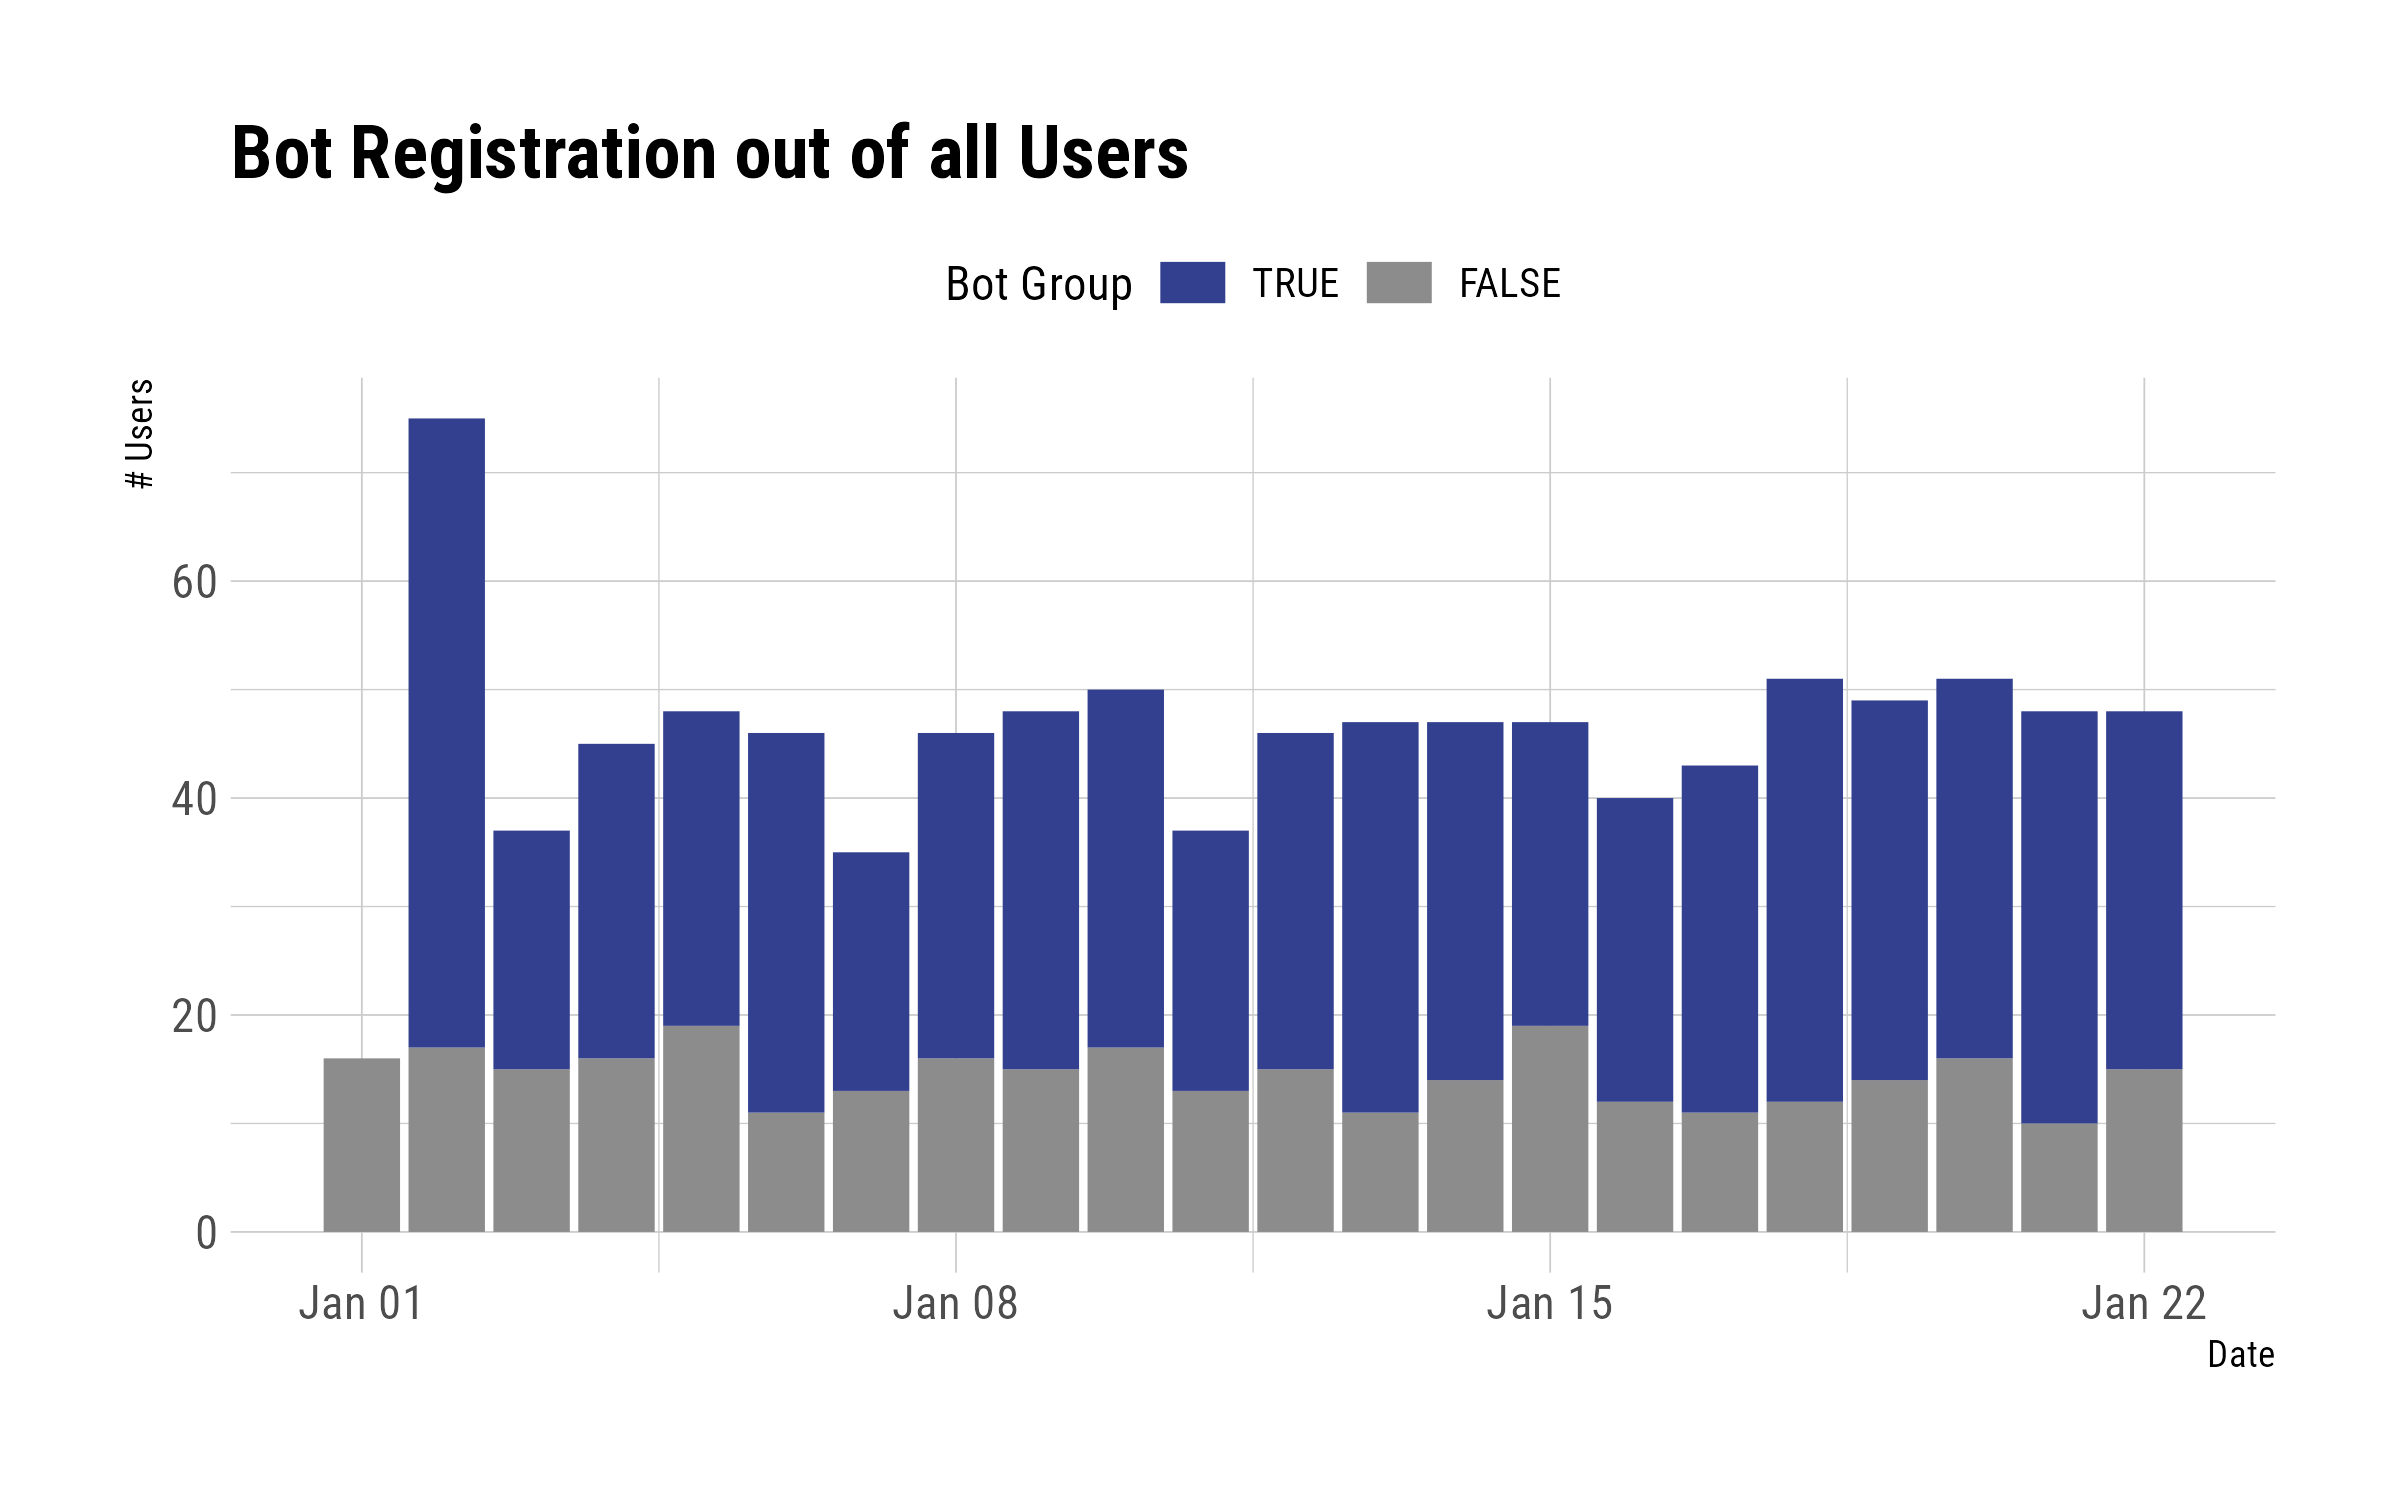 Bot Registration out of all Users
Bot Group TRUE FALSE
# Users
60
40
20
0
Jan 01 Jan 08 Jan 15 Jan 22
Date